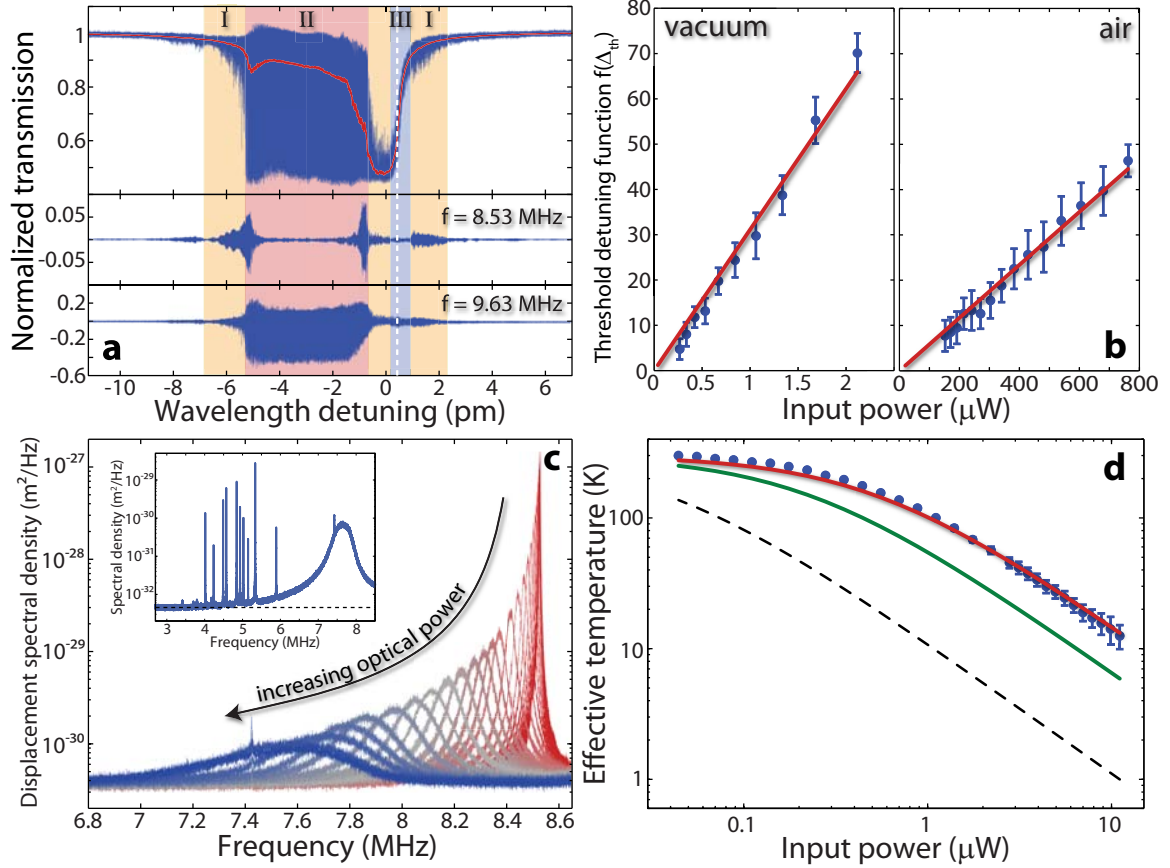 I II III I
Normalized transmission
1
0.8
0.6
0.05
-0.05
f = 8.53 MHz
0.2
-0.2
-0.6
f = 9.63 MHz
a
-10 -8 -6 -4 -2 0 2 4 6
Wavelength detuning (pm)
Threshold detuning function f(Δth)
80
70
60
50
40
30
20
10
0
vacuum
air
b
0 0.5 1 1.5 2
0 200 400 600 800
Input power (μW)
Displacement spectral density (m²/Hz)
10⁻²⁷
10⁻²⁸
10⁻²⁹
10⁻³⁰
c
Spectral density (m²/Hz)
10⁻²⁹
10⁻³⁰
10⁻³¹
10⁻³²
3 4 5 6 7 8
Frequency (MHz)
increasing optical power
6.8 7 7.2 7.4 7.6 7.8 8 8.2 8.4 8.6
Frequency (MHz)
Effective temperature (K)
100
10
1
d
0.1 1 10
Input power (μW)